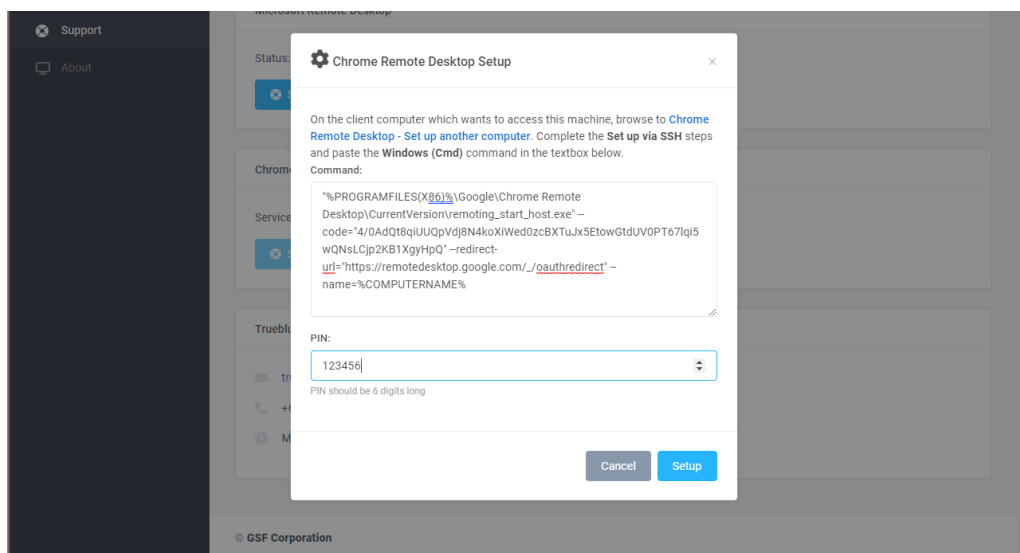 Microsoft Remote Desktop
Support
About
Status:
Chrome Remote Desktop Setup
×
On the client computer which wants to access this machine, browse to Chrome
Remote Desktop - Set up another computer. Complete the Set up via SSH steps
and paste the Windows (Cmd) command in the textbox below.
Command:
"%PROGRAMFILES(X86)%\Google\Chrome Remote
Desktop\CurrentVersion\remoting_start_host.exe" --
code="4/0AdQt8qiUUQpVdj8N4koXiWed0zcBXTuJx5EtowGtdUV0PT67lqi5
wQNsLCjp2KB1XgyHpQ" --redirect-
url="https://remotedesktop.google.com/_/oauthredirect" --
name=%COMPUTERNAME%
PIN:
123456
PIN should be 6 digits long
Cancel
Setup
Service
© GSF Corporation